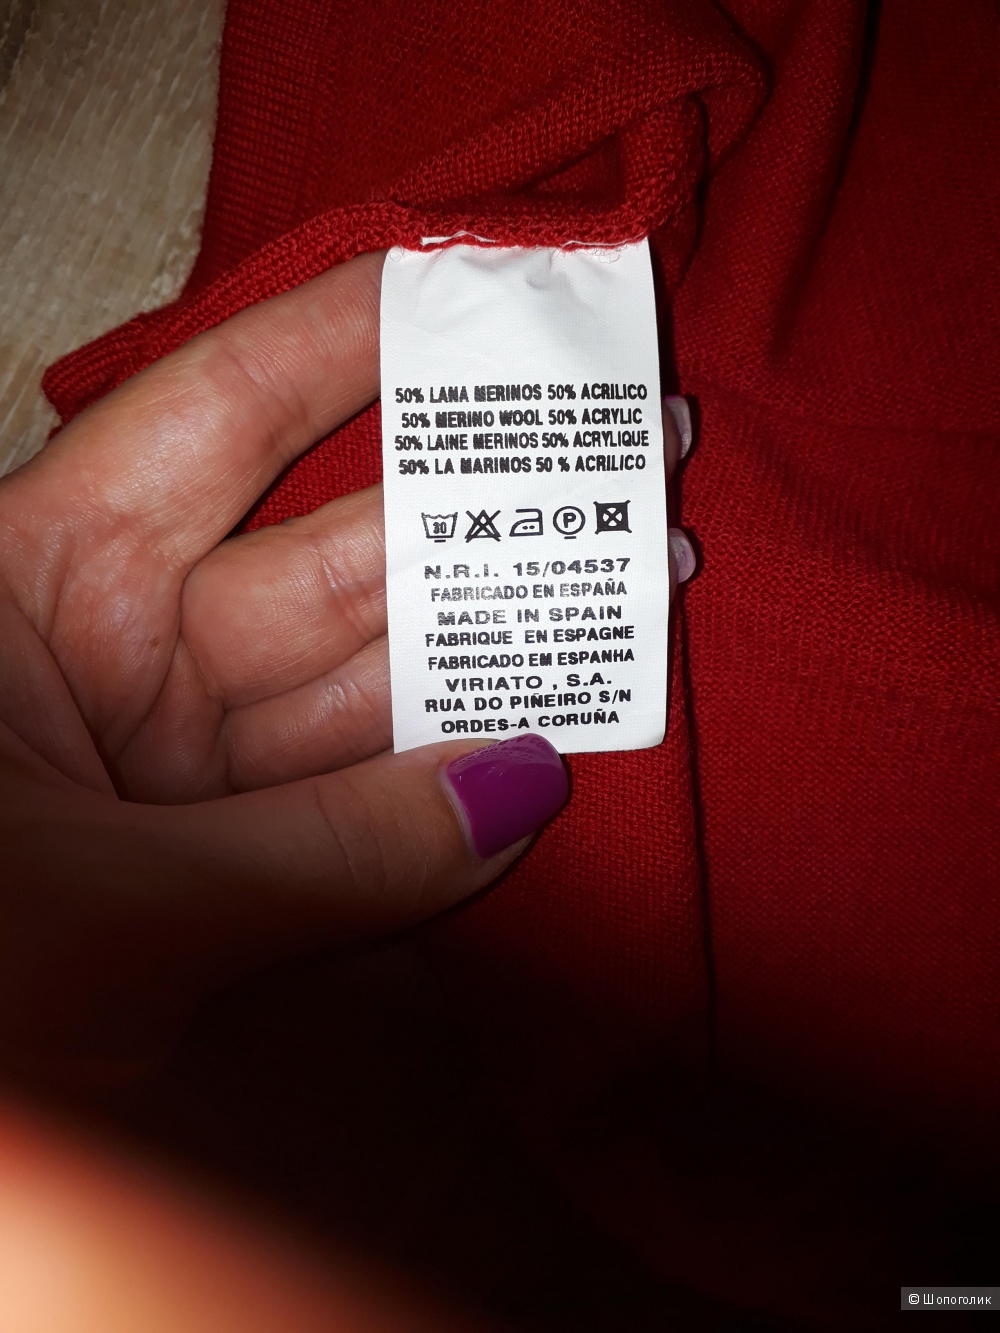 50% LANA MERINOS 50% ACRILICO
50% MERINO WOOL 50% ACRYLIC
50% LAINE MERINOS 50% ACRYLIQUE
50% LA MARINOS 50 % ACRILICO
30 P
N.R.I. 15/04537
FABRICADO EN ESPAÑA
MADE IN SPAIN
FABRIQUE EN ESPAGNE
FABRICADO EM ESPANHA
VIRIATO , S.A.
RUA DO PIÑEIRO S/N
ORDES-A CORUÑA
© Шопоголик